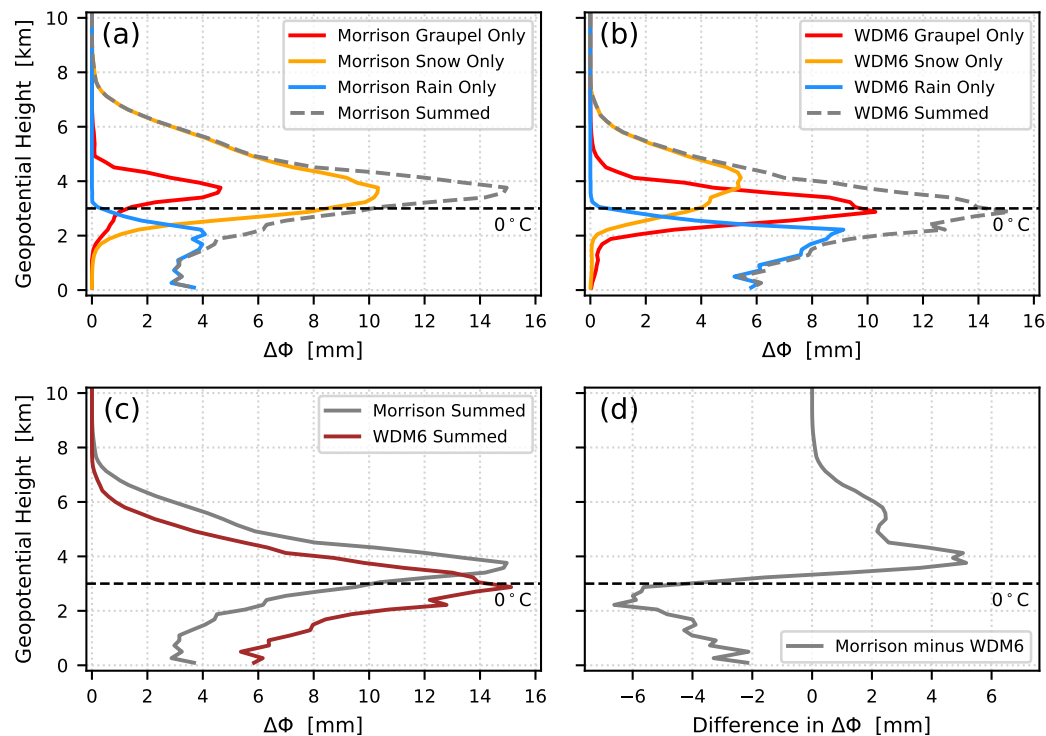 (a)
Morrison Graupel Only
Morrison Snow Only
Morrison Rain Only
Morrison Summed
0°C
Geopotential Height [km]
10
8
6
4
2
0
0 2 4 6 8 10 12 14 16
ΔΦ [mm]
(b)
WDM6 Graupel Only
WDM6 Snow Only
WDM6 Rain Only
WDM6 Summed
0°C
0 2 4 6 8 10 12 14 16
ΔΦ [mm]
(c)
Morrison Summed
WDM6 Summed
0°C
Geopotential Height [km]
10
8
6
4
2
0
0 2 4 6 8 10 12 14 16
ΔΦ [mm]
(d)
0°C
Morrison minus WDM6
−6 −4 −2 0 2 4 6
Difference in ΔΦ [mm]